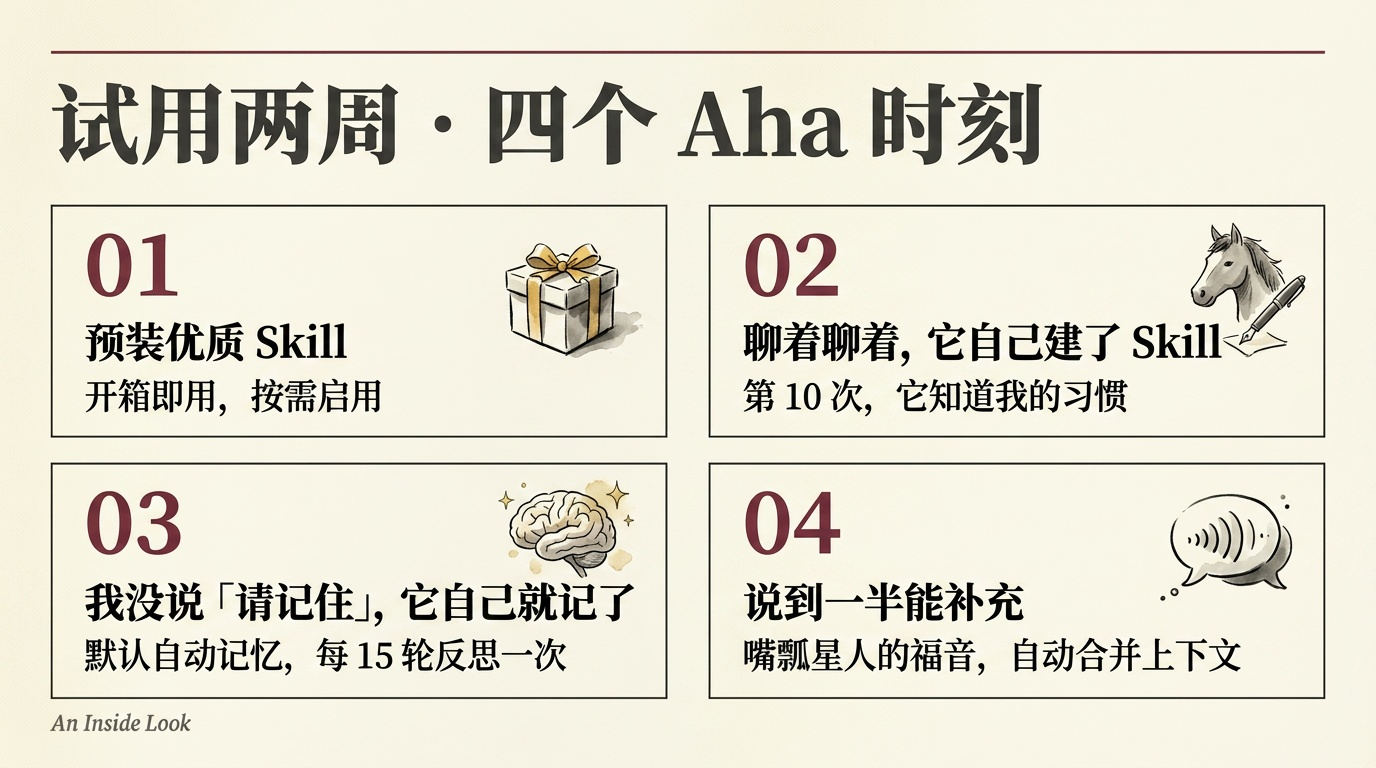 试用两周 · 四个 Aha 时刻
01
预装优质 Skill
开箱即用，按需启用
02
聊着聊着，它自己建了 Skill
第 10 次，它知道我的习惯
03
我没说「请记住」，它自己就记了
默认自动记忆，每 15 轮反思一次
04
说到一半能补充
嘴瓢星人的福音，自动合并上下文
An Inside Look